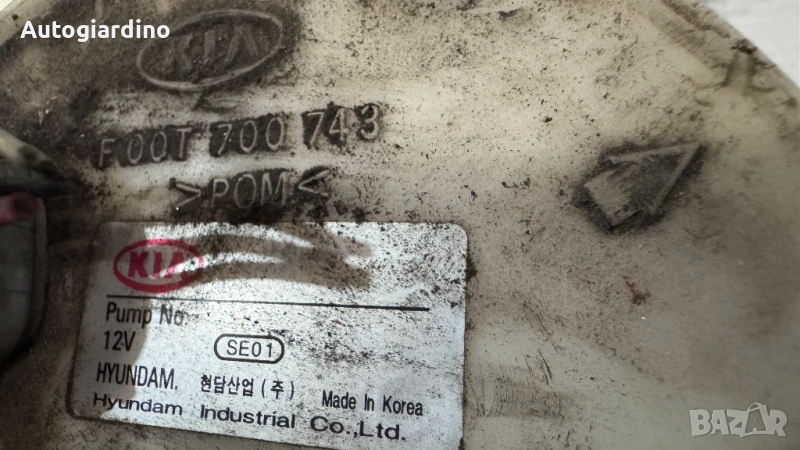 Autogiardino
KIA
F 00T 700 743
>POM<
KIA
Pump No.
12V
SE01
HYUNDAM. 현담산업 (주) Made In Korea
Hyundam Industrial Co.,Ltd.
BAZAR